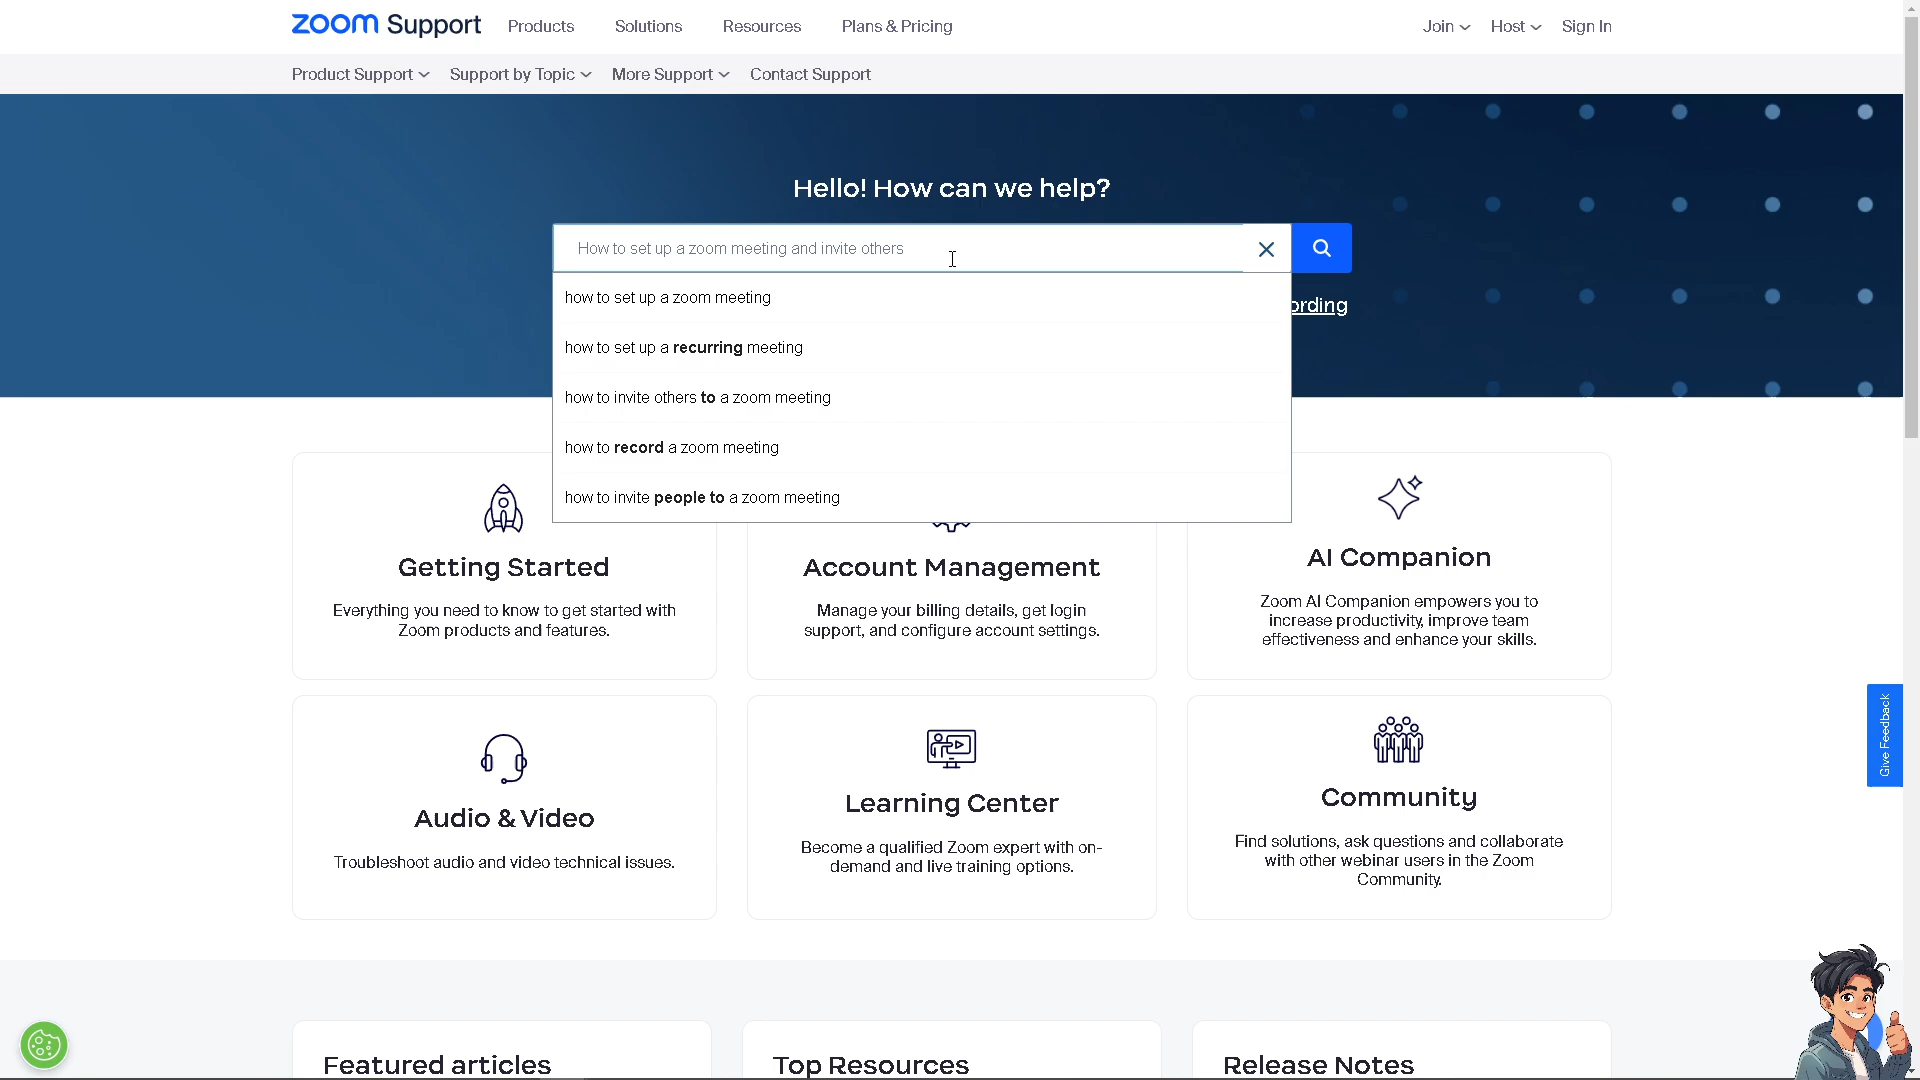 zoom Support
Products
Solutions
Resources
Plans & Pricing
Join
Host
Sign In
Product Support
Support by Topic
More Support
Contact Support
Hello! How can we help?
How to set up a zoom meeting and invite others
how to set up a zoom meeting
ording
how to set up a recurring meeting
how to invite others to a zoom meeting
how to record a zoom meeting
how to invite people to a zoom meeting
Getting Started
Everything you need to know to get started with
Zoom products and features.
Account Management
Manage your billing details, get login
support, and configure account settings.
AI Companion
Zoom AI Companion empowers you to
increase productivity, improve team
effectiveness and enhance your skills.
Audio & Video
Troubleshoot audio and video technical issues.
Learning Center
Become a qualified Zoom expert with on-
demand and live training options.
Community
Find solutions, ask questions and collaborate
with other webinar users in the Zoom
Community.
Give Feedback
Featured articles
Top Resources
Release Notes